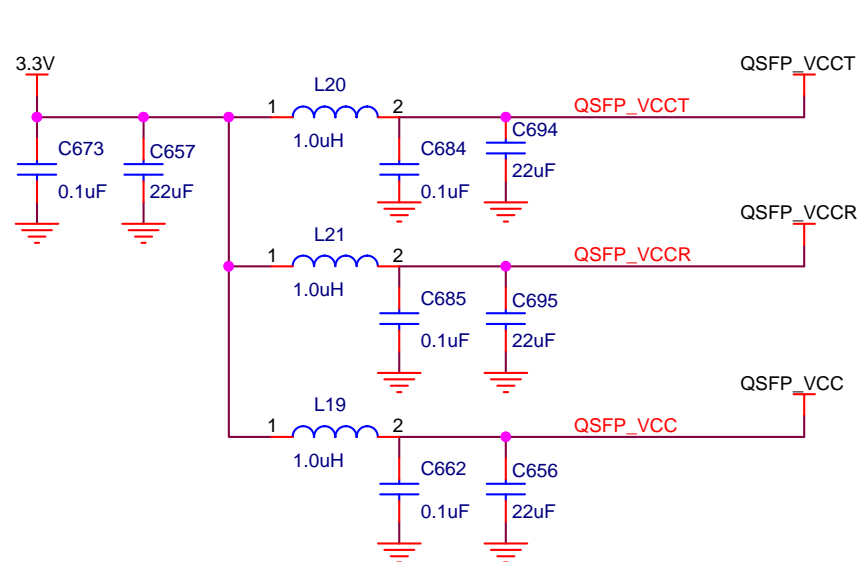 3.3V
QSFP_VCCT
L20
1 2
QSFP_VCCT
1.0uH
C673
0.1uF
C657
22uF
C684
0.1uF
C694
22uF
QSFP_VCCR
L21
1 2
QSFP_VCCR
1.0uH
C685
0.1uF
C695
22uF
QSFP_VCC
L19
1 2
QSFP_VCC
1.0uH
C662
0.1uF
C656
22uF